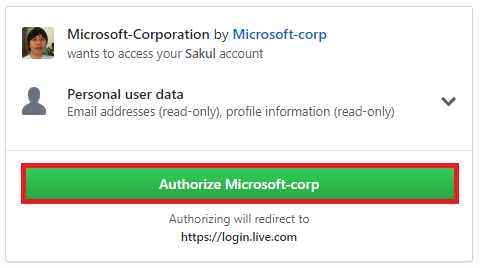 Microsoft-Corporation by Microsoft-corp
wants to access your Sakul account
Personal user data
Email addresses (read-only), profile information (read-only)
Authorize Microsoft-corp
Authorizing will redirect to
https://login.live.com